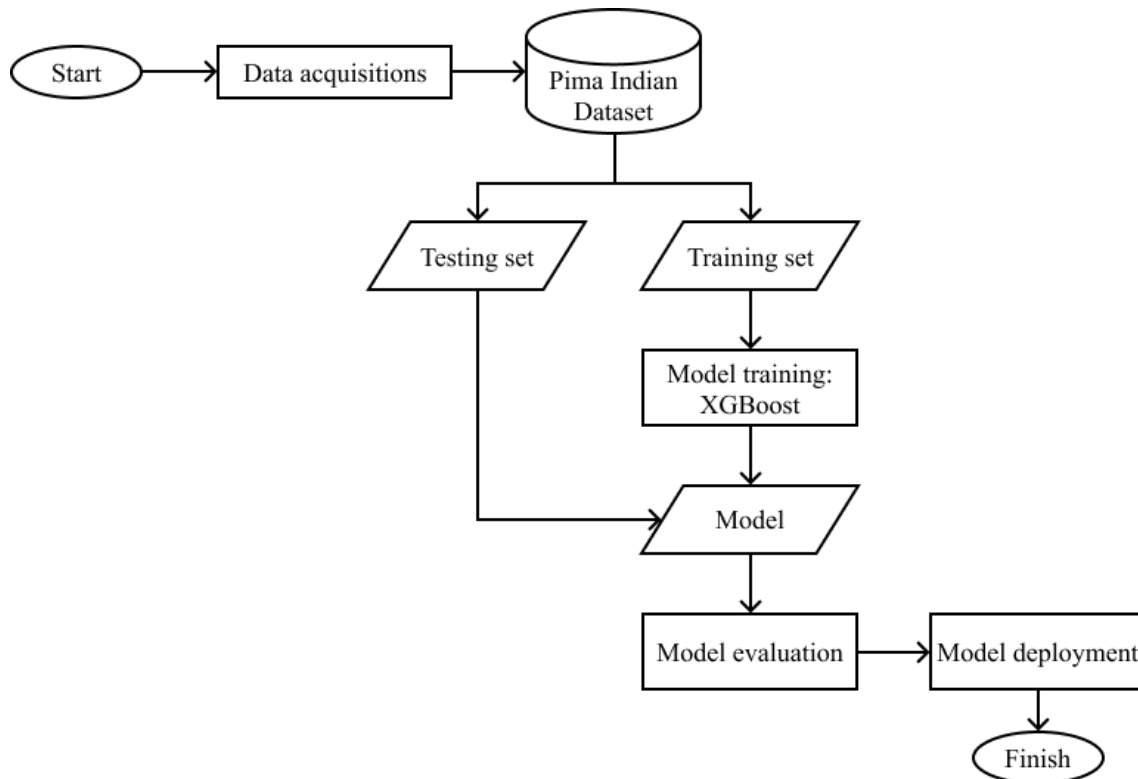 Start
Data acquisitions
Pima Indian
Dataset
Testing set
Training set
Model training:
XGBoost
Model
Model evaluation
Model deployment
Finish